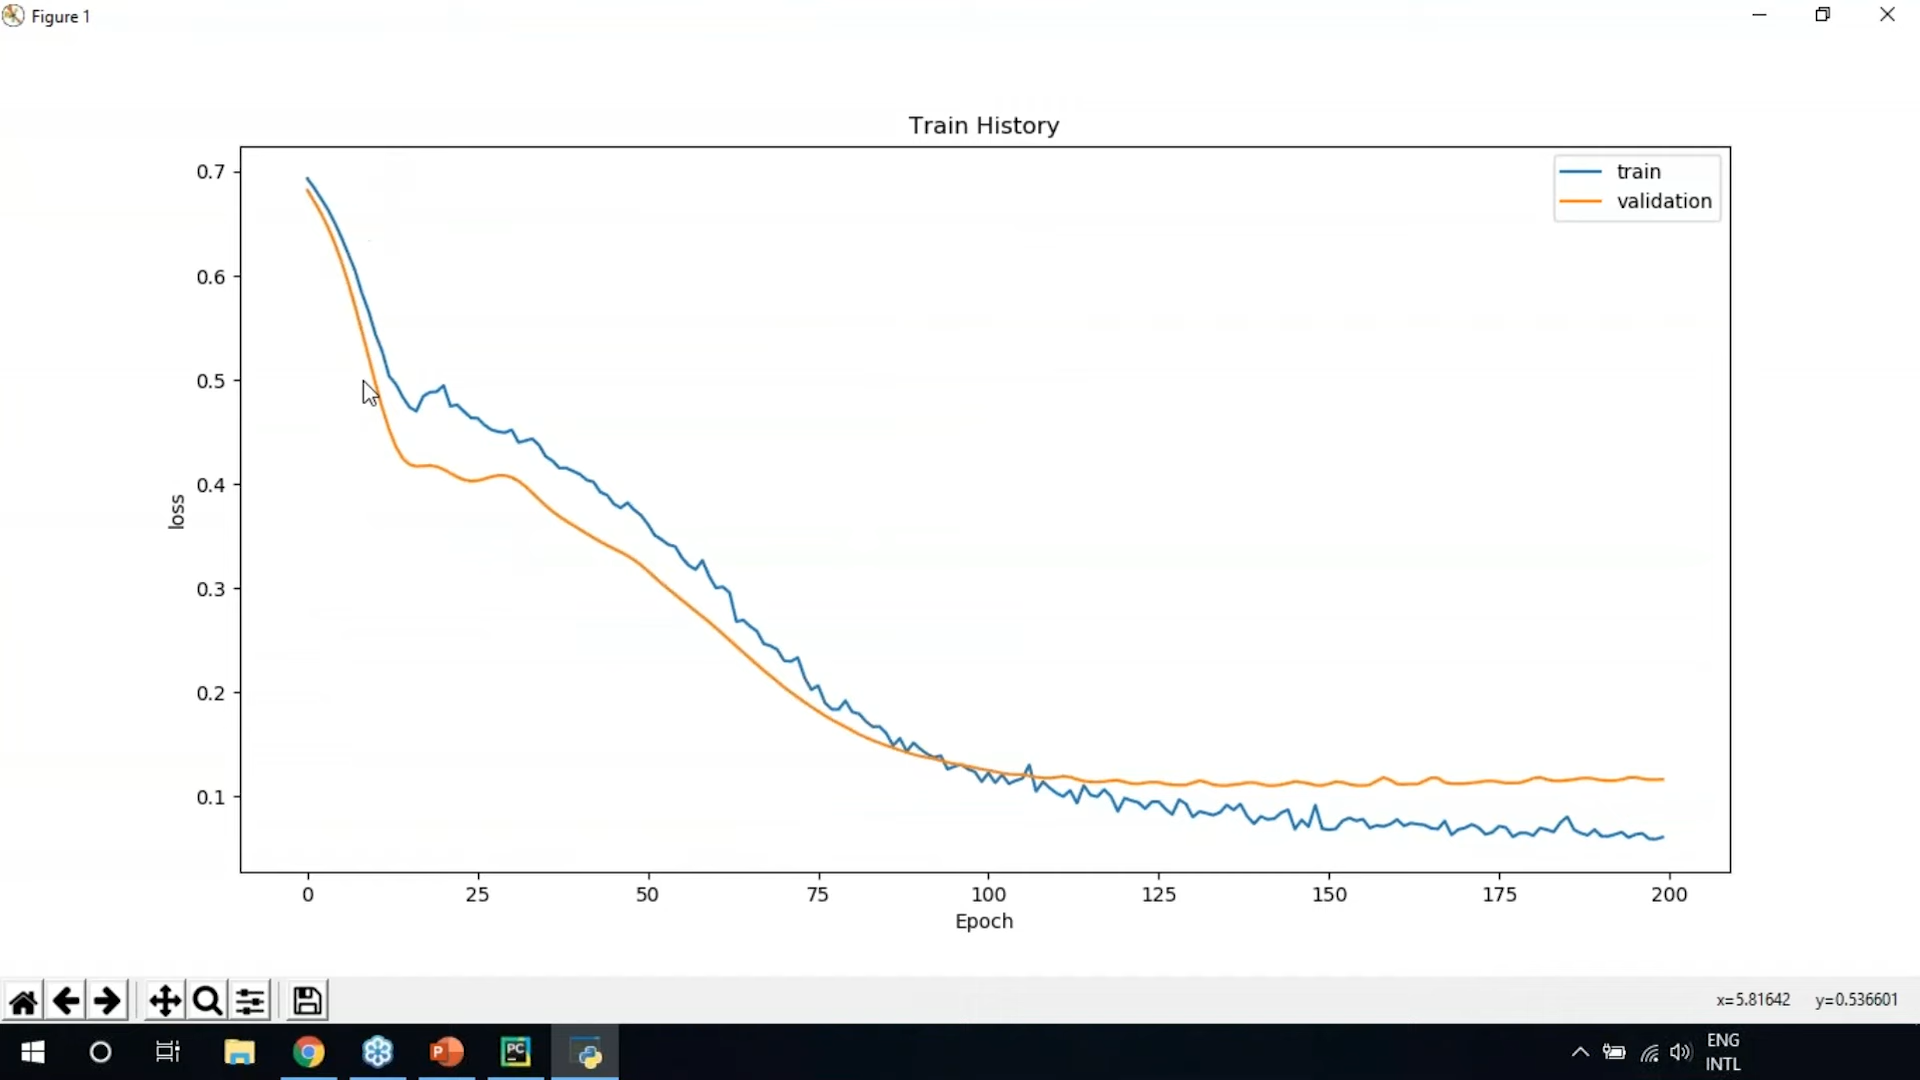 Figure 1
Train History
train
validation
0.7
0.6
0.5
0.4
0.3
0.2
0.1
loss
0 25 50 75 100 125 150 175 200
Epoch
x=5.81642 y=0.536601
P
PC
ENG
INTL